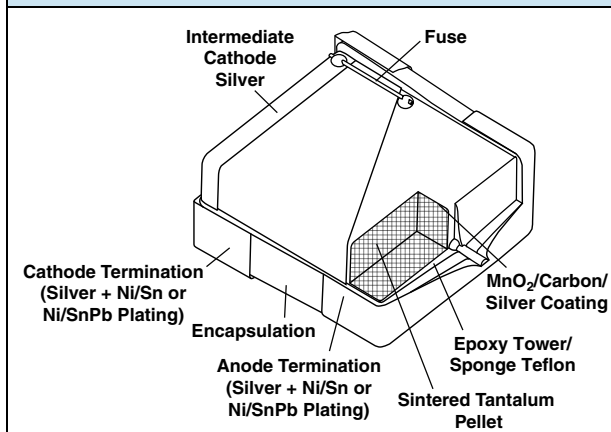 Intermediate
Cathode
Silver
Fuse
Cathode Termination
(Silver + Ni/Sn or
Ni/SnPb Plating)
Encapsulation
Anode Termination
(Silver + Ni/Sn or
Ni/SnPb Plating)
MnO₂/Carbon/
Silver Coating
Epoxy Tower/
Sponge Teflon
Sintered Tantalum
Pellet